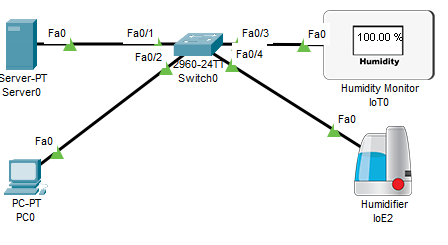 Fa0
Fa0/1
Fa0/3
Fa0
100.00 %
Humidity
Server-PT
Server0
Fa0/2
Fa0/4
2960-24TT
Switch0
Humidity Monitor
IoT0
Fa0
Fa0
PC-PT
PC0
Humidifier
IoE2